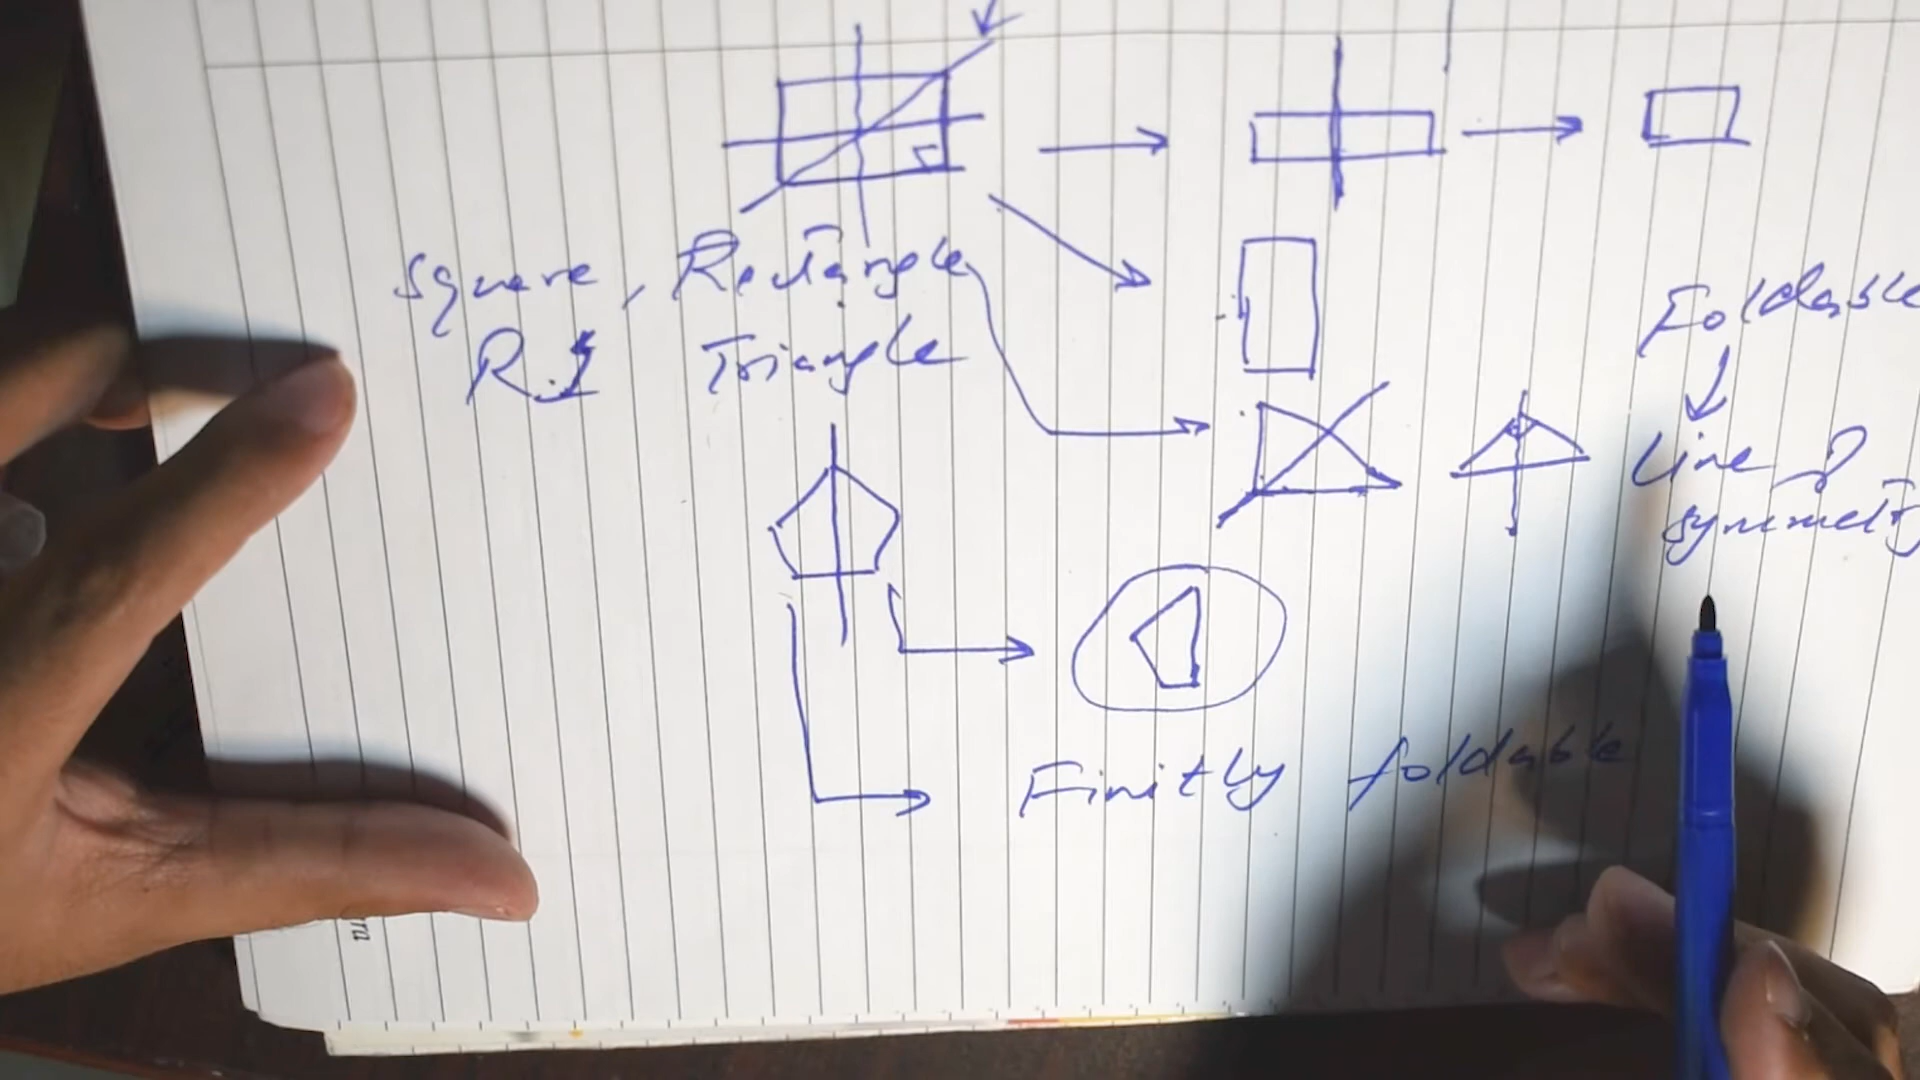 Square, Rectangle
R.I Triangle
Foldable
Line of
symmetry
Finitly foldable